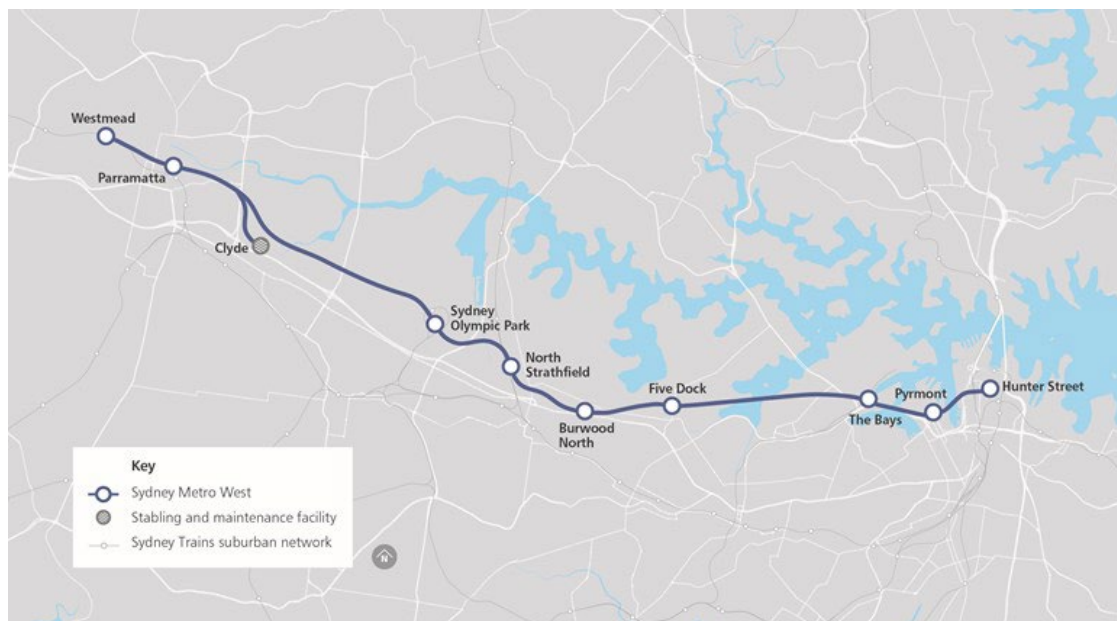 Westmead
Parramatta
Clyde
Sydney
Olympic Park
North
Strathfield
Burwood
North
Five Dock
The Bays
Pyrmont
Hunter Street
Key
Sydney Metro West
Stabling and maintenance facility
Sydney Trains suburban network
N